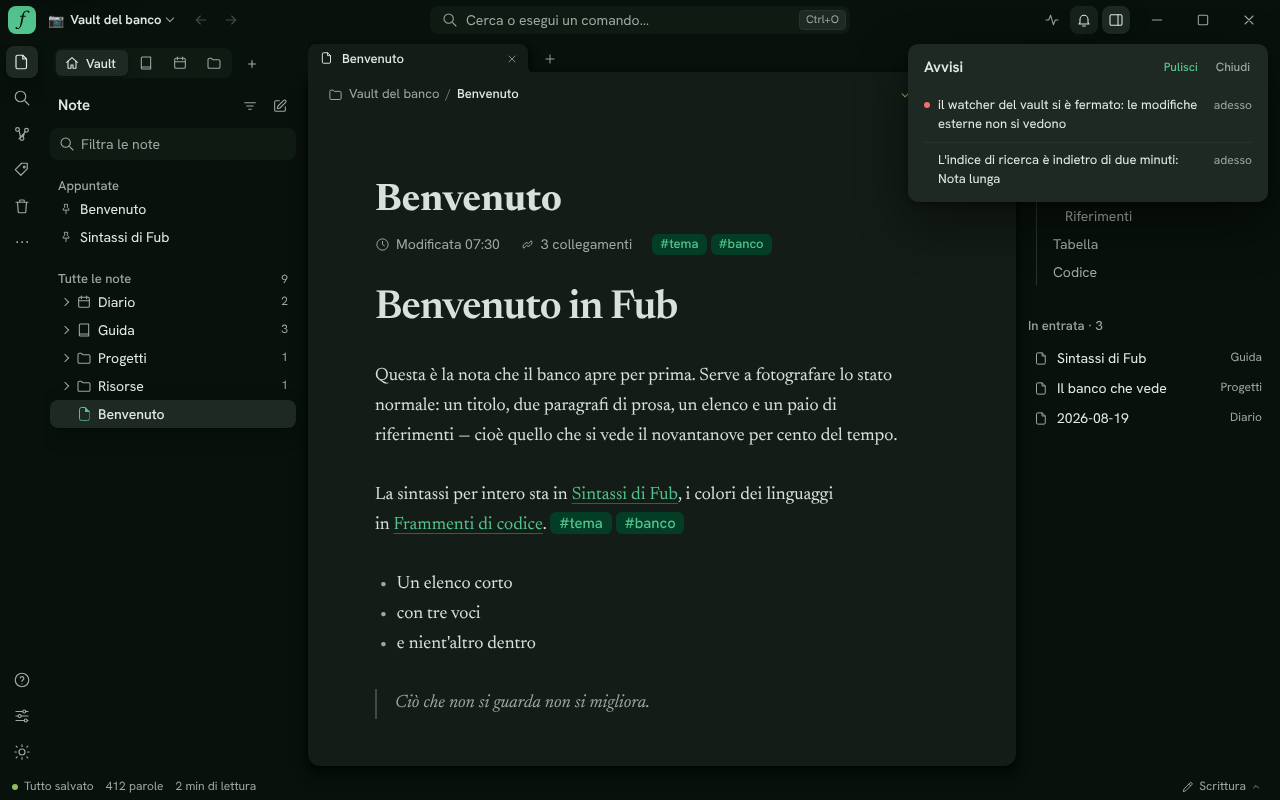 f
Vault del banco
Cerca o esegui un comando…
Ctrl+O
Vault
Note
Filtra le note
Appuntate
Benvenuto
Sintassi di Fub
Tutte le note 9
Diario 2
Guida 3
Progetti 1
Risorse 1
Benvenuto
Benvenuto
Vault del banco / Benvenuto
Benvenuto
Modificata 07:30 3 collegamenti #tema #banco
Benvenuto in Fub
Questa è la nota che il banco apre per prima. Serve a fotografare lo stato
normale: un titolo, due paragrafi di prosa, un elenco e un paio di
riferimenti — cioè quello che si vede il novantanove per cento del tempo.
La sintassi per intero sta in Sintassi di Fub, i colori dei linguaggi
in Frammenti di codice. #tema #banco
• Un elenco corto
• con tre voci
• e nient'altro dentro
Ciò che non si guarda non si migliora.
Avvisi Pulisci Chiudi
il watcher del vault si è fermato: le modifiche adesso
esterne non si vedono
L'indice di ricerca è indietro di due minuti: adesso
Nota lunga
Riferimenti
Tabella
Codice
In entrata · 3
Sintassi di Fub Guida
Il banco che vede Progetti
2026-08-19 Diario
Tutto salvato 412 parole 2 min di lettura
Scrittura